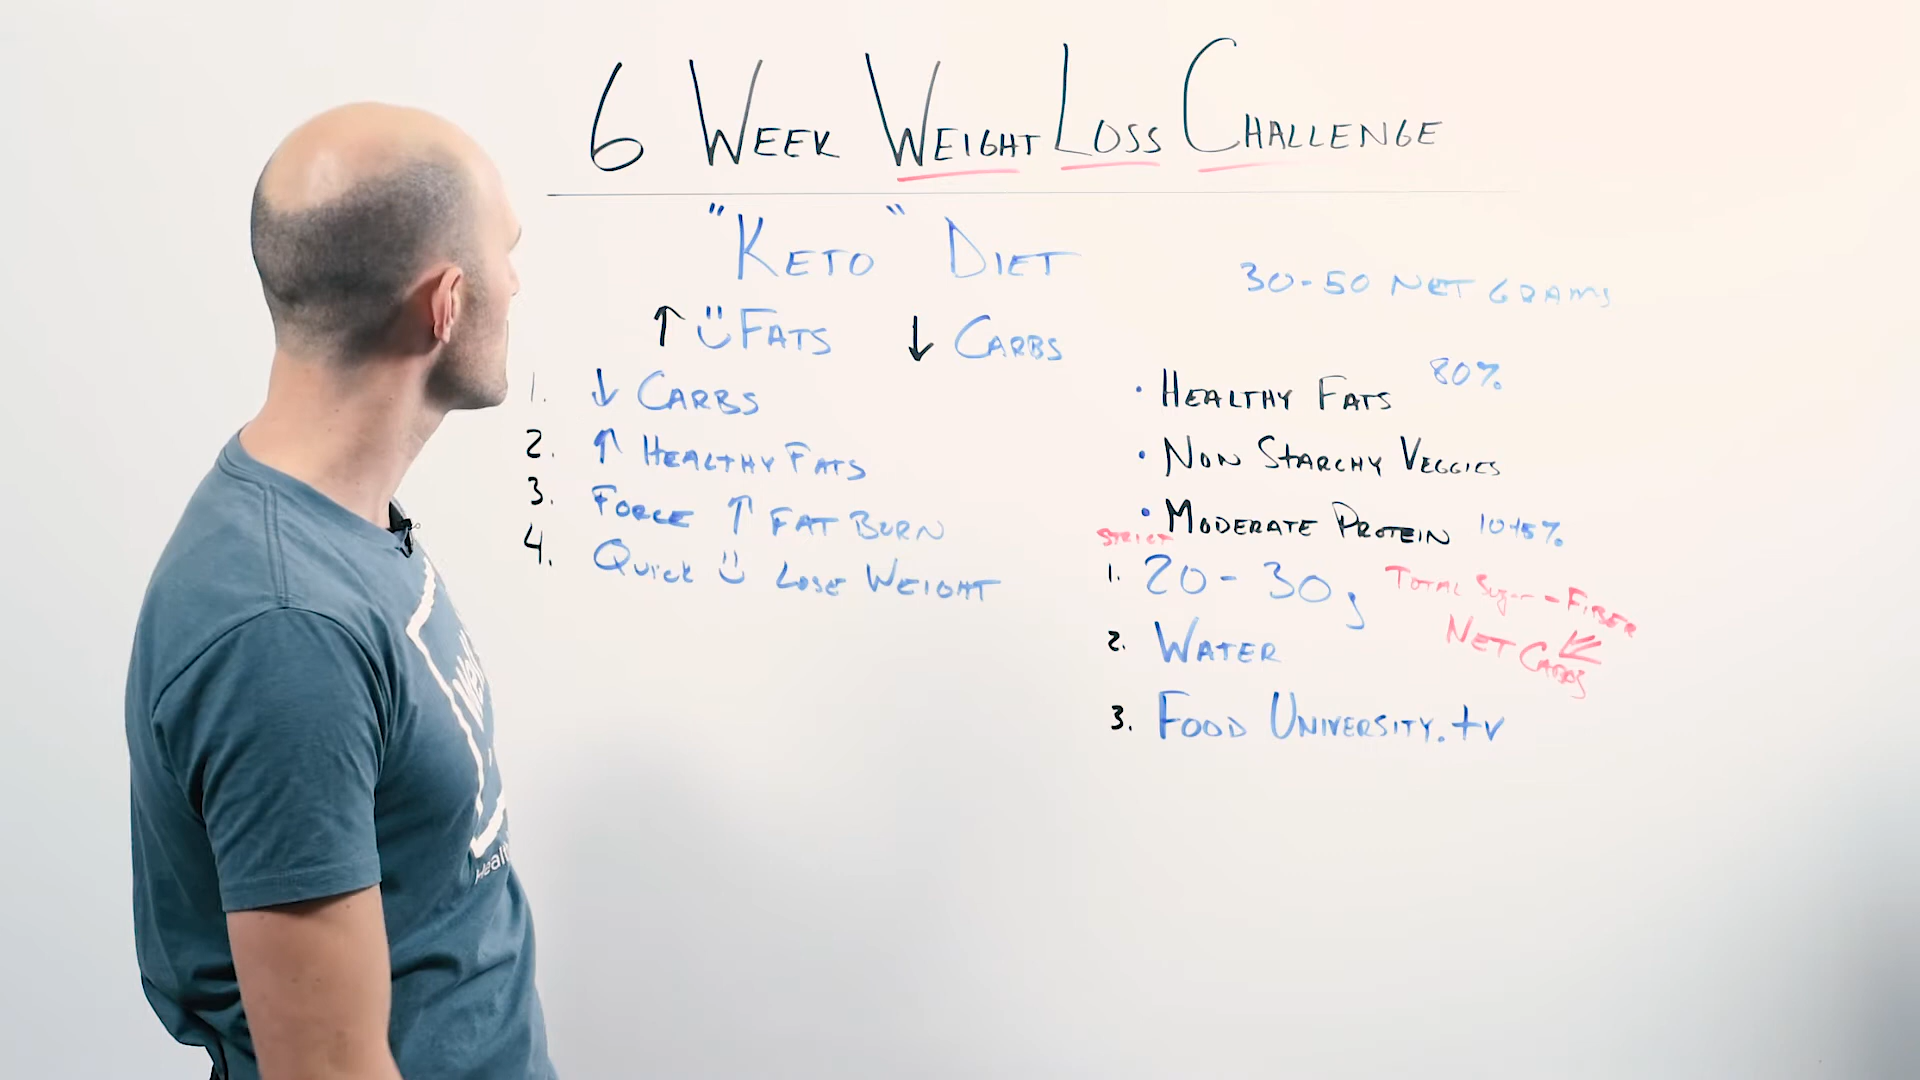 6 WEEK WEIGHT LOSS CHALLENGE
"KETO" DIET
↑ Ü FATS ↓ CARBS
1. ↓ CARBS
2. ↑ HEALTHY FATS
3. FORCE ↑ FAT BURN
4. QUICK Ü LOSE WEIGHT
30-50 NET GRAMS
• HEALTHY FATS 80%
• NON STARCHY VEGGIES
• MODERATE PROTEIN
STRICT
1. 20-30g TOTAL Sugar - FIBER
NET CARBS
2. WATER
3. FOOD UNIVERSITY.tv
Healt